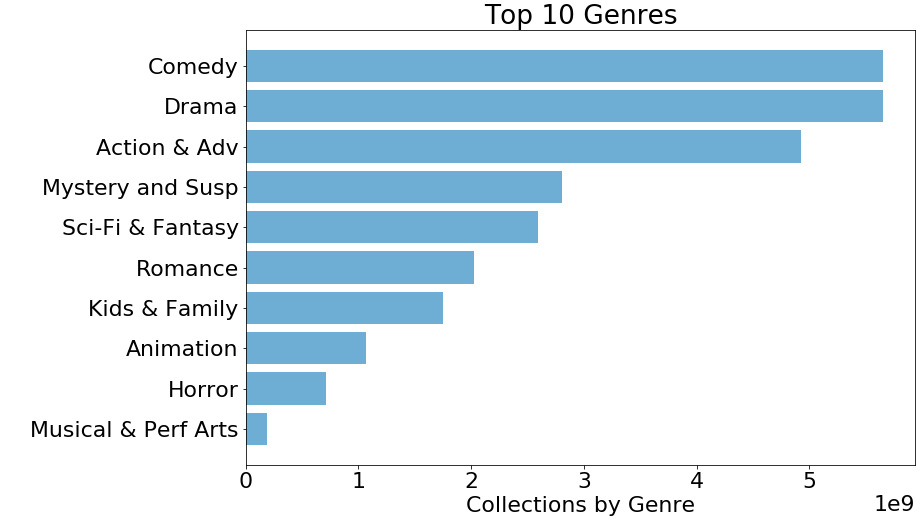 Top 10 Genres
Comedy
Drama
Action & Adv
Mystery and Susp
Sci-Fi & Fantasy
Romance
Kids & Family
Animation
Horror
Musical & Perf Arts
0 1 2 3 4 5
1e9
Collections by Genre